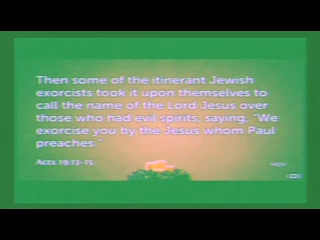 Then some of the itinerant Jewish
exorcists took it upon themselves to
call the name of the Lord Jesus over
those who had evil spirits, saying, "We
exorcise you by the Jesus whom Paul
preaches."
Acts 19:13-15